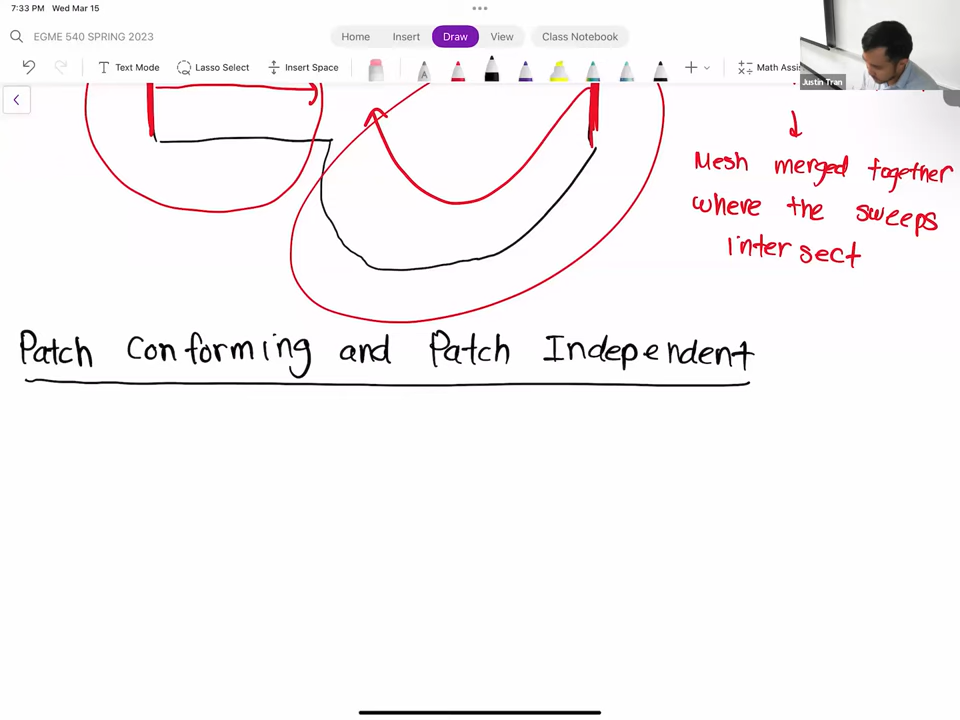 7:33 PM Wed Mar 15
EGME 540 SPRING 2023
Home Insert Draw View Class Notebook
Text Mode Lasso Select Insert Space
Math Assis
Justin Tran
Mesh merged together
where the sweeps
intersect
Patch Conforming and Patch Independent